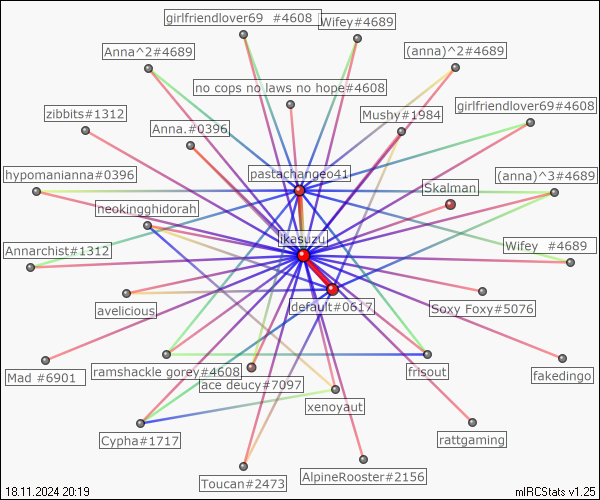 girlfriendlover69 #4608
Wifey#4689
Anna^2#4689
(anna)^2#4689
no cops no laws no hope#4608
girlfriendlover69#4608
zibbits#1312
Mushy#1984
Anna.#0396
hypomanianna#0396
pastachangeo41
(anna)^3#4689
Skalman
neokingghidorah
ikasuzu
Annarchist#1312
Wifey #4689
avelicious
default#0617
Soxy Foxy#5076
Mad #6901
ramshackle gorey#4608
frisout
fakedingo
ace deucy#7097
xenoyaut
Cypha#1717
rattgaming
Toucan#2473
AlpineRooster#2156
18.11.2024 20:19
mIRCStats v1.25